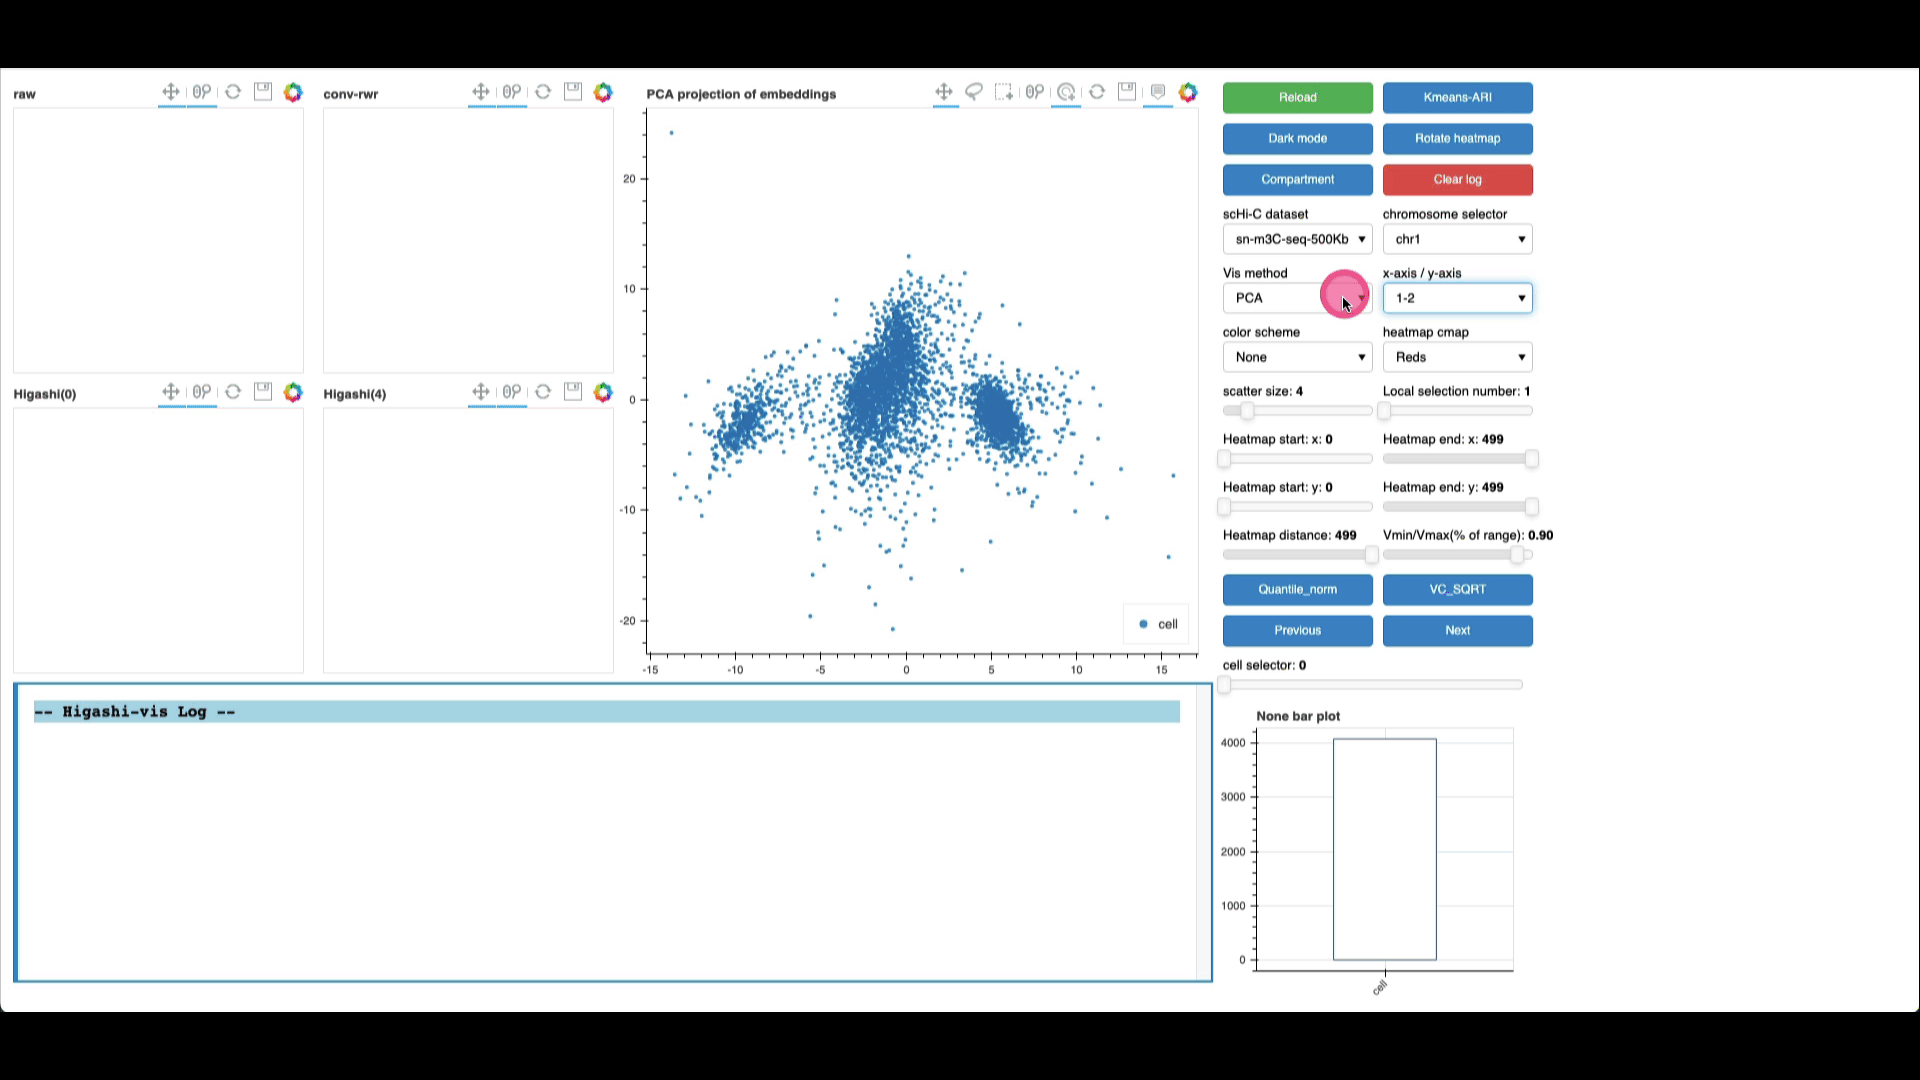 raw
conv-rwr
PCA projection of embeddings
Reload
Kmeans-ARI
Dark mode
Rotate heatmap
Compartment
Clear log
scHi-C dataset
chromosome selector
sn-m3C-seq-500Kb
chr1
Vis method
x-axis / y-axis
PCA
1-2
color scheme
heatmap cmap
None
Reds
scatter size: 4
Local selection number: 1
Heatmap start: x: 0
Heatmap end: x: 499
Heatmap start: y: 0
Heatmap end: y: 499
Heatmap distance: 499
Vmin/Vmax(% of range): 0.90
Quantile_norm
VC_SQRT
Previous
Next
cell selector: 0
Higashi(0)
Higashi(4)
20
10
0
-10
-20
-15
-10
-5
0
5
10
15
cell
-- Higashi-vis Log --
None bar plot
4000
3000
2000
1000
0
cell